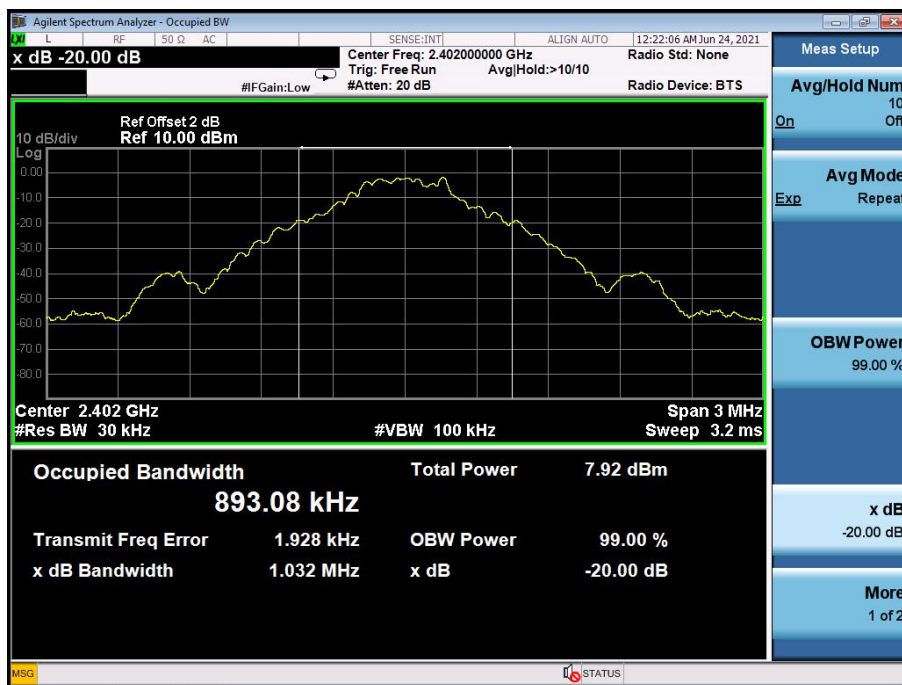 Agilent Spectrum Analyzer - Occupied BW
LXI L RF 50 Ω AC SENSE:INT ALIGN AUTO 12:22:06 AM Jun 24, 2021
x dB -20.00 dB
Center Freq: 2.402000000 GHz Radio Std: None
Trig: Free Run Avg|Hold:>10/10
#IFGain:Low #Atten: 20 dB Radio Device: BTS
Ref Offset 2 dB
10 dB/div Ref 10.00 dBm
Log
0.00
-10.0
-20.0
-30.0
-40.0
-50.0
-60.0
-70.0
-80.0
Center 2.402 GHz Span 3 MHz
#Res BW 30 kHz #VBW 100 kHz Sweep 3.2 ms
Occupied Bandwidth Total Power 7.92 dBm
893.08 kHz
Transmit Freq Error 1.928 kHz OBW Power 99.00 %
x dB Bandwidth 1.032 MHz x dB -20.00 dB
MSG STATUS
Meas Setup
Avg/Hold Num
10
On Off
Avg Mode
Exp Repeat
OBW Power
99.00 %
x dB
-20.00 dB
More
1 of 2